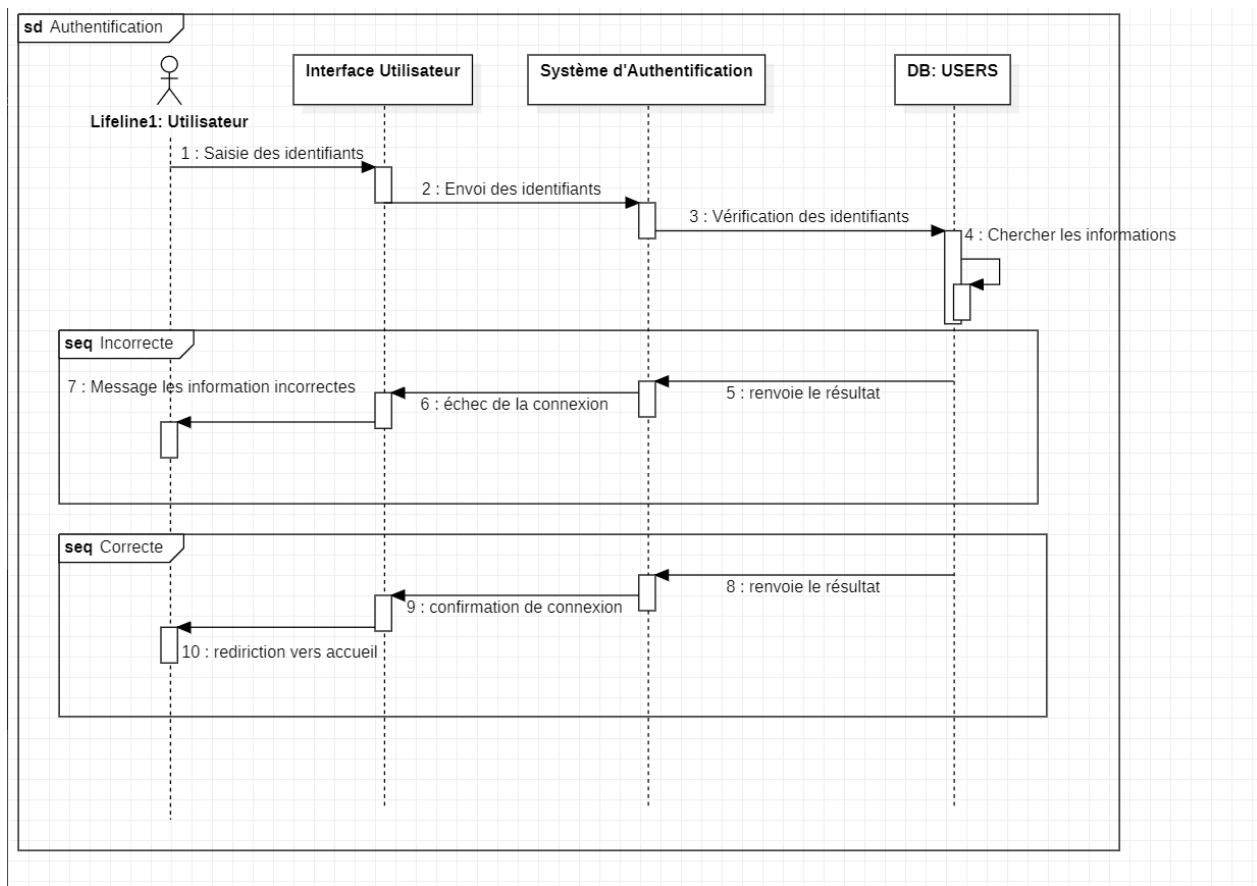 sd Authentification
Interface Utilisateur
Système d'Authentification
DB: USERS
Lifeline1: Utilisateur
1 : Saisie des identifiants
2 : Envoi des identifiants
3 : Vérification des identifiants
4 : Chercher les informations
seq Incorrecte
5 : renvoie le résultat
6 : échec de la connexion
7 : Message les information incorrectes
seq Correcte
8 : renvoie le résultat
9 : confirmation de connexion
10 : rediriction vers accueil